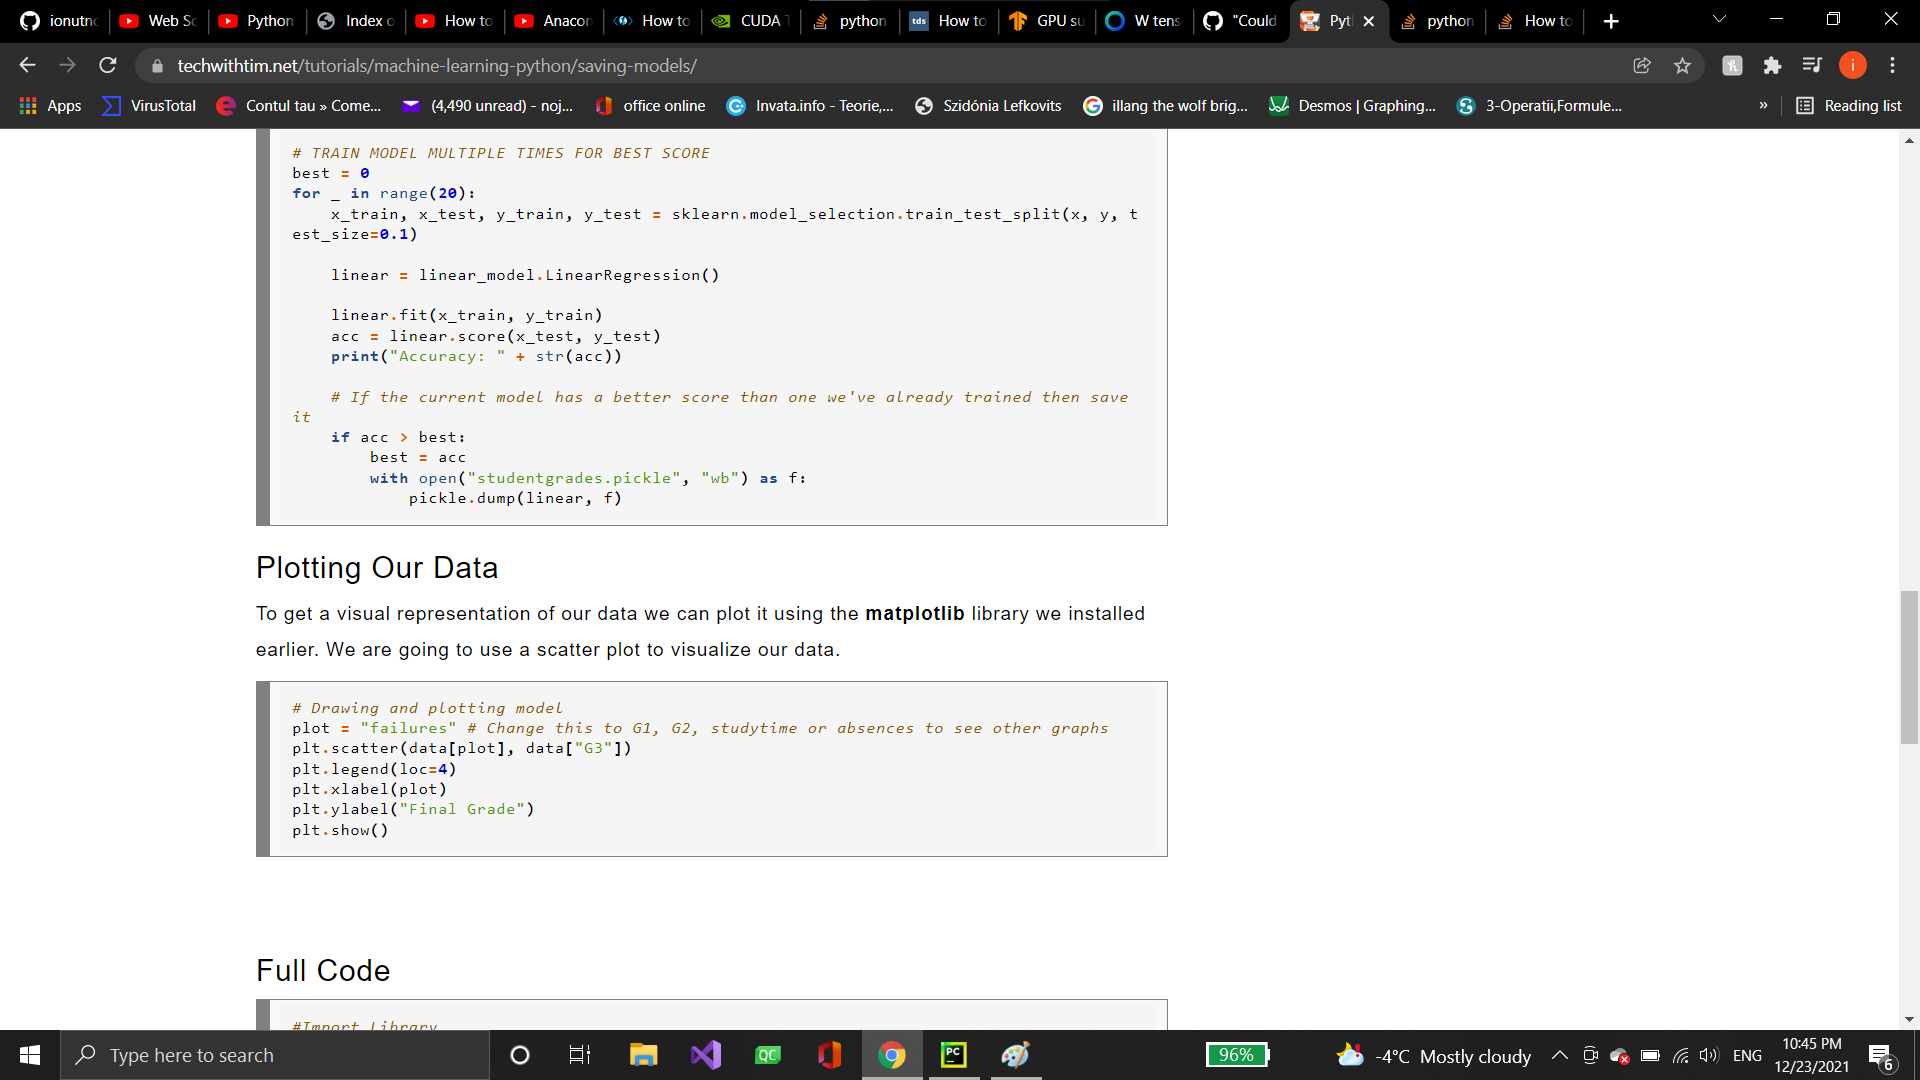 ionutn
Web Sc
Python
Index o
How to
Anacon
How to
CUDA T
python
How to
GPU su
W tens
"Could
Pyt
python
How to
techwithtim.net/tutorials/machine-learning-python/saving-models/
i
Apps
VirusTotal
Contul tau » Come...
(4,490 unread) - noj...
office online
Invata.info - Teorie,...
Szidónia Lefkovits
illang the wolf brig...
Desmos | Graphing...
3-Operatii,Formule...
»
Reading list
# TRAIN MODEL MULTIPLE TIMES FOR BEST SCORE
best = 0
for _ in range(20):
    x_train, x_test, y_train, y_test = sklearn.model_selection.train_test_split(x, y, t
est_size=0.1)
    linear = linear_model.LinearRegression()
    linear.fit(x_train, y_train)
    acc = linear.score(x_test, y_test)
    print("Accuracy: " + str(acc))
    # If the current model has a better score than one we've already trained then save
it
    if acc > best:
        best = acc
        with open("studentgrades.pickle", "wb") as f:
            pickle.dump(linear, f)
Plotting Our Data
To get a visual representation of our data we can plot it using the matplotlib library we installed
earlier. We are going to use a scatter plot to visualize our data.
# Drawing and plotting model
plot = "failures" # Change this to G1, G2, studytime or absences to see other graphs
plt.scatter(data[plot], data["G3"])
plt.legend(loc=4)
plt.xlabel(plot)
plt.ylabel("Final Grade")
plt.show()
Full Code
#Import Library
Type here to search
QC
PC
96%
-4°C Mostly cloudy
ENG
10:45 PM
12/23/2021
6